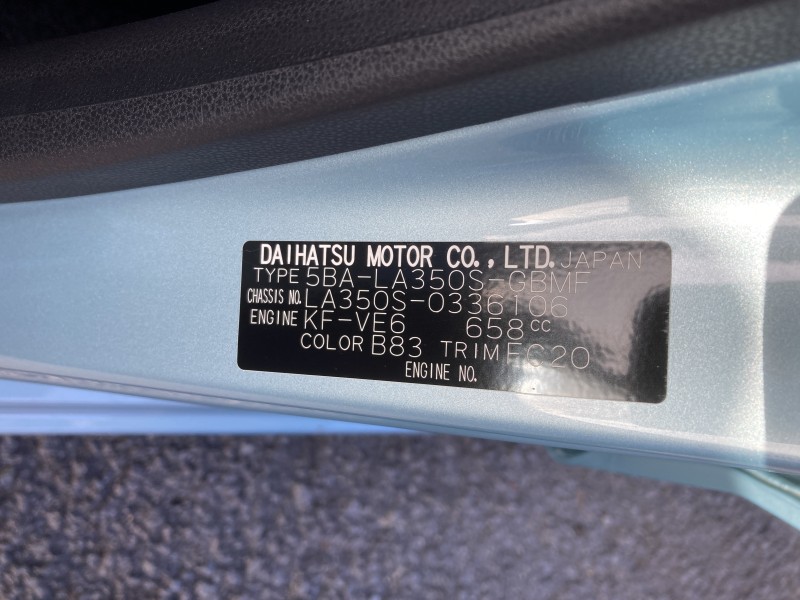 DAIHATSU MOTOR CO., LTD. JAPAN
TYPE 5BA-LA350S-GBMF
CHASSIS NO. LA350S-0336106
ENGINE KF-VE6 658cc
COLOR B83 TRIM FC20
ENGINE NO.